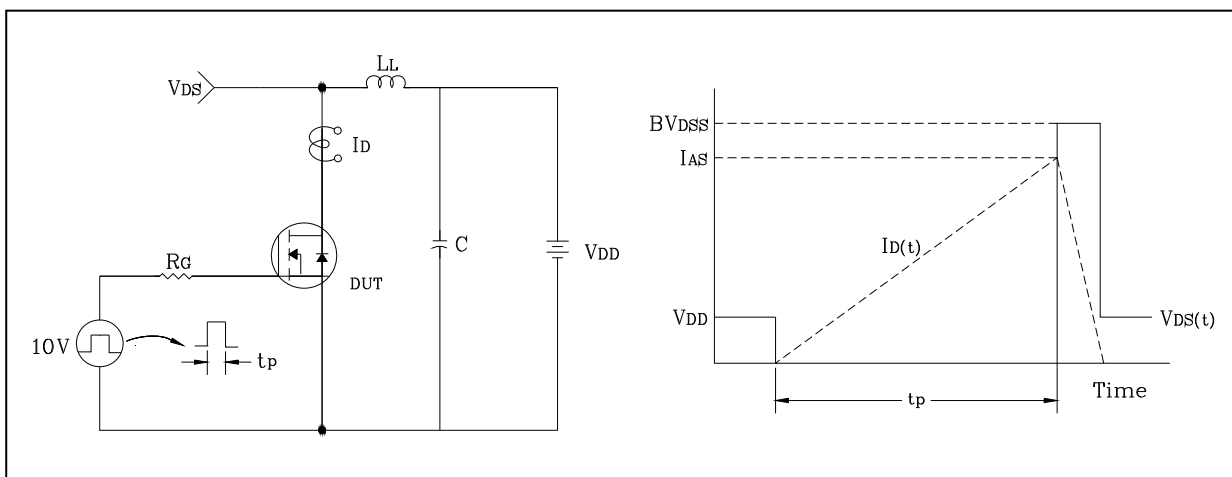 VDS
LL
ID
RG
DUT
C
VDD
10V
tp
BVDSS
IAS
ID(t)
VDD
VDS(t)
tp
Time